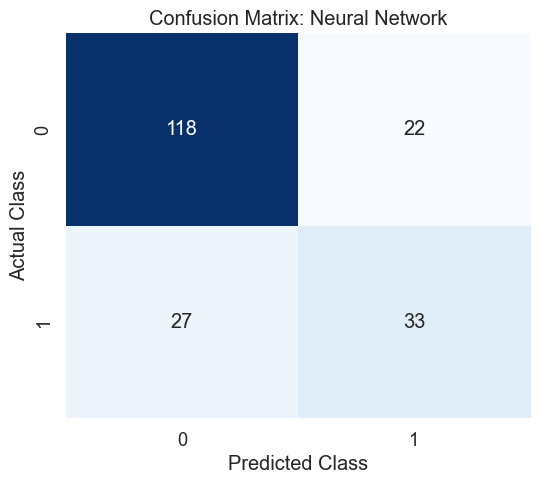 Confusion Matrix: Neural Network
Actual Class
0
118
22
1
27
33
0
1
Predicted Class